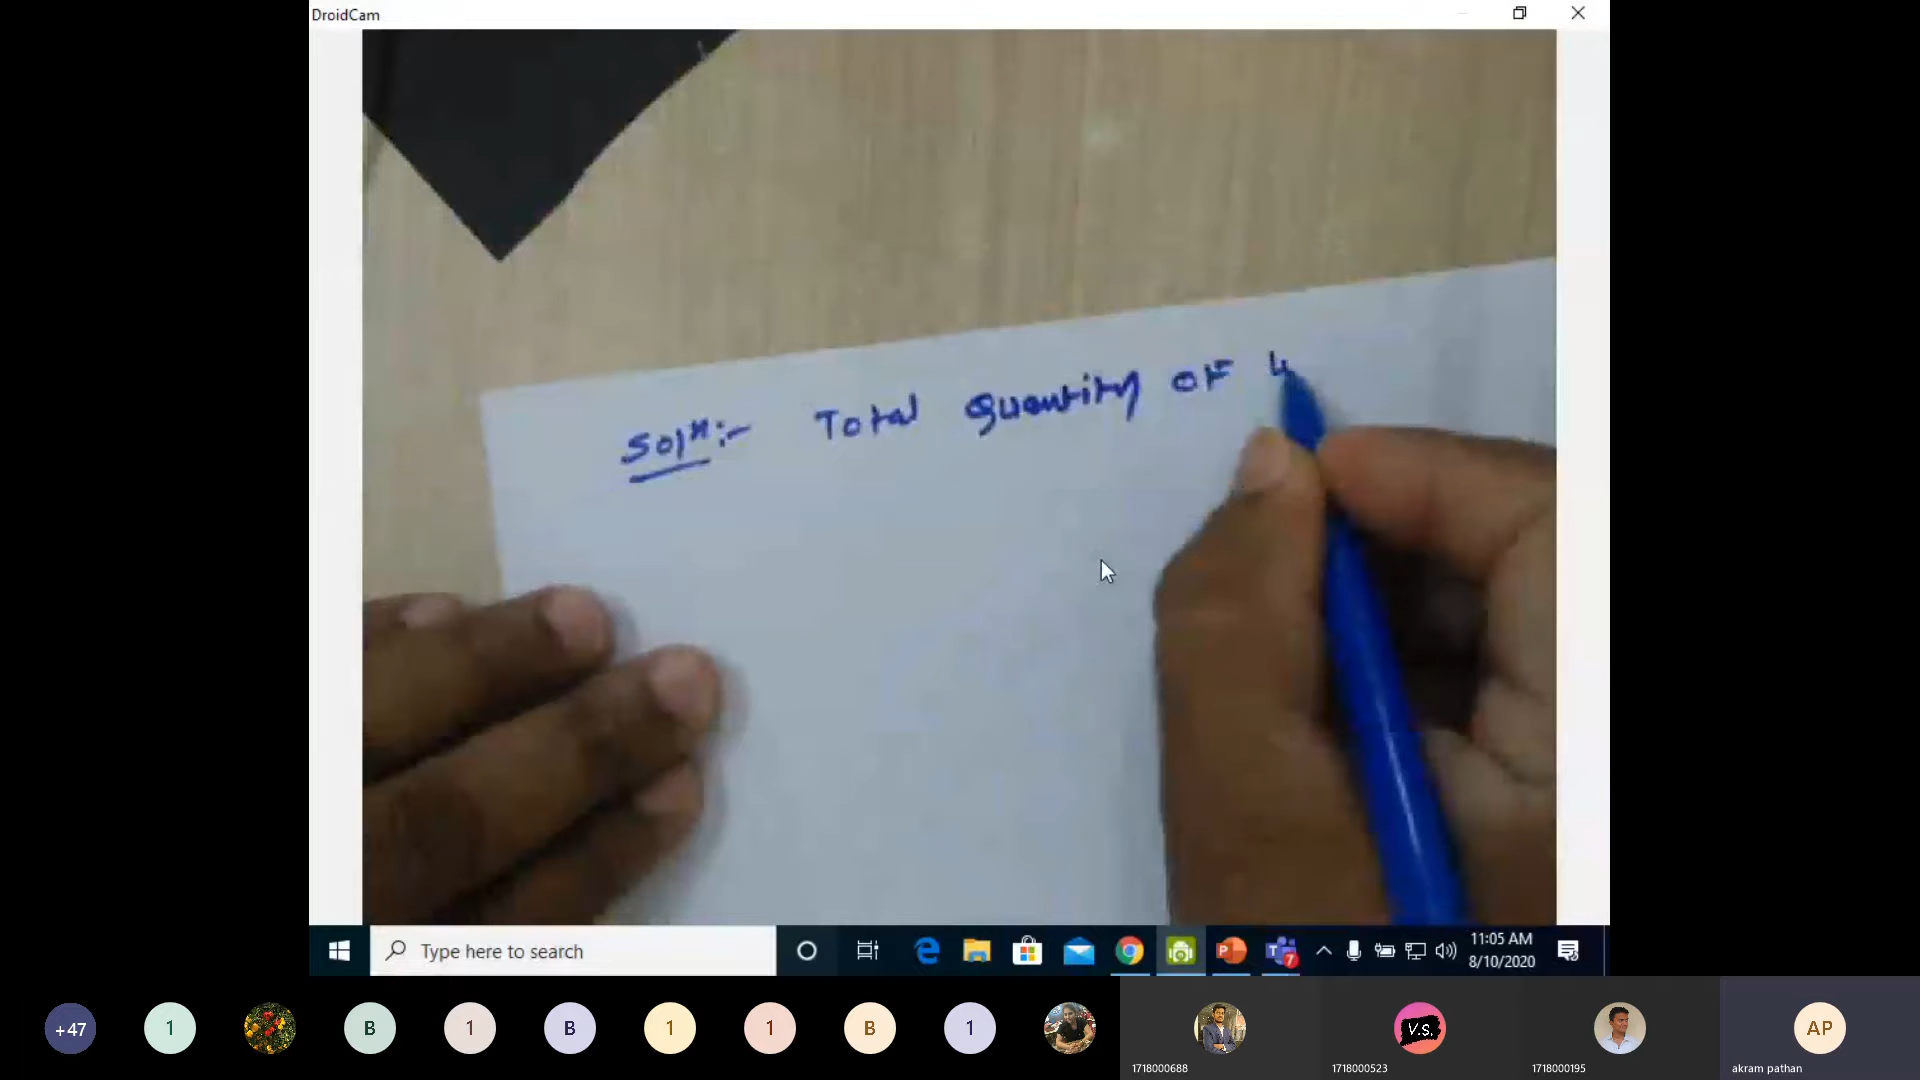 DroidCam
Solⁿ:- Total Quantity OF
Type here to search
7
11:05 AM
8/10/2020
+47
1
B
1
B
1
1
B
1
V.S.
AP
1718000688
1718000523
1718000195
akram pathan